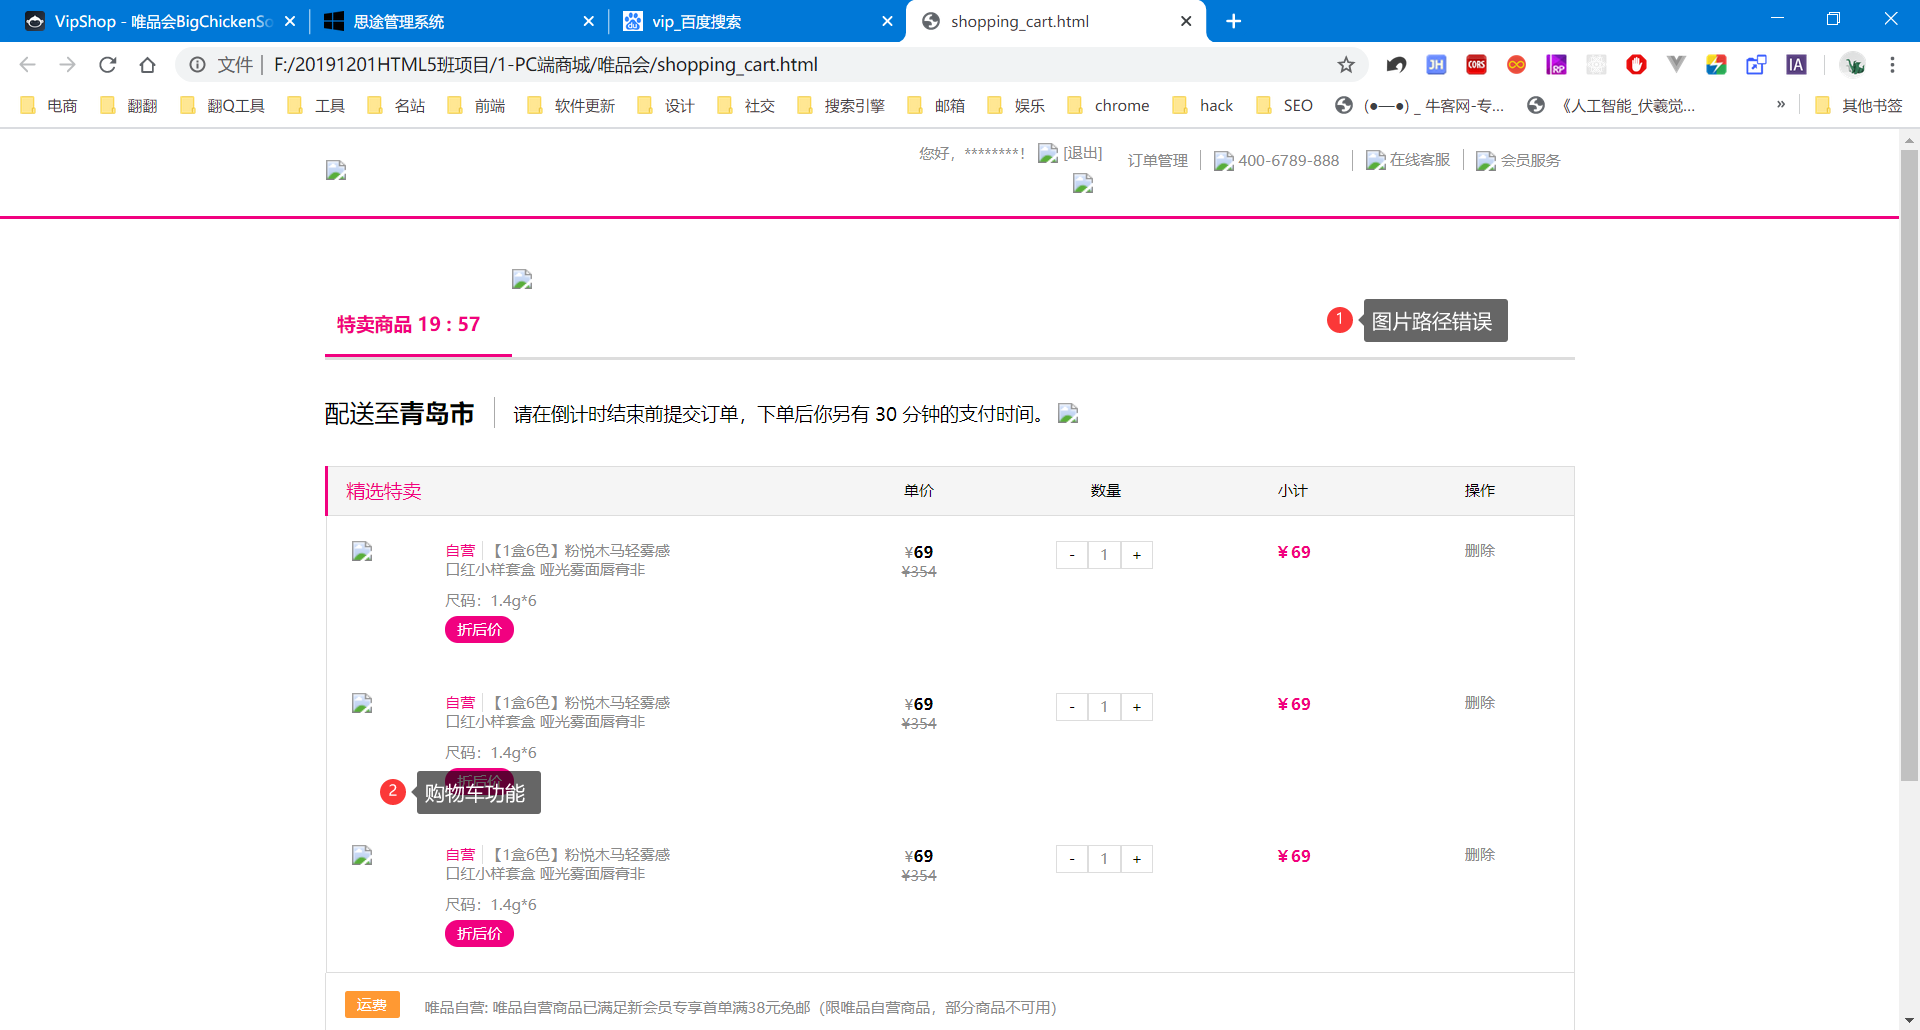 VipShop - 唯品会BigChickenSo
思途管理系统
vip_百度搜索
shopping_cart.html
文件 | F:/20191201HTML5班项目/1-PC端商城/唯品会/shopping_cart.html
JH CORS RP IA
电商 翻翻 翻Q工具 工具 名站 前端 软件更新 设计 社交 搜索引擎 邮箱 娱乐 chrome hack SEO (●—●) _ 牛客网-专... 《人工智能_伏羲觉... » 其他书签
您好，********！ [退出] 订单管理 400-6789-888 在线客服 会员服务
特卖商品 19 : 57
1 图片路径错误
配送至青岛市 请在倒计时结束前提交订单，下单后你另有 30 分钟的支付时间。
精选特卖 单价 数量 小计 操作
自营 【1盒6色】粉悦木马轻雾感 ¥69 - 1 + ¥69 删除
口红小样套盒 哑光雾面唇膏非 ¥354
尺码：1.4g*6
折后价
自营 【1盒6色】粉悦木马轻雾感 ¥69 - 1 + ¥69 删除
口红小样套盒 哑光雾面唇膏非 ¥354
尺码：1.4g*6
折后价
2 购物车功能
自营 【1盒6色】粉悦木马轻雾感 ¥69 - 1 + ¥69 删除
口红小样套盒 哑光雾面唇膏非 ¥354
尺码：1.4g*6
折后价
运费 唯品自营: 唯品自营商品已满足新会员专享首单满38元免邮（限唯品自营商品，部分商品不可用）